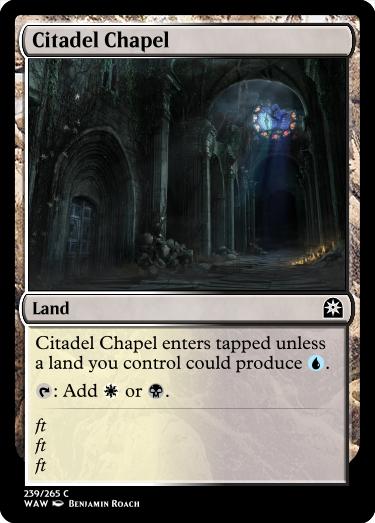 Citadel Chapel
Land
Citadel Chapel enters tapped unless
a land you control could produce 💧.
: Add ☀ or 💀.
ft
ft
ft
239/265 C
WAW Benjamin Roach